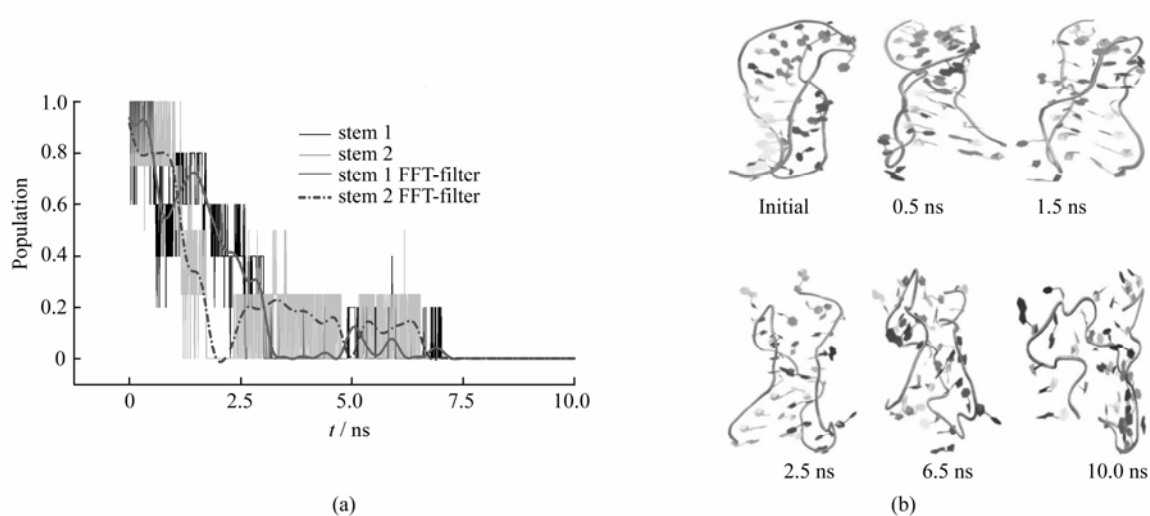 1.0
0.8
0.6
0.4
0.2
0
Population
stem 1
stem 2
stem 1 FFT-filter
stem 2 FFT-filter
0 2.5 5.0 7.5 10.0
t / ns
(a)
Initial 0.5 ns 1.5 ns
2.5 ns 6.5 ns 10.0 ns
(b)